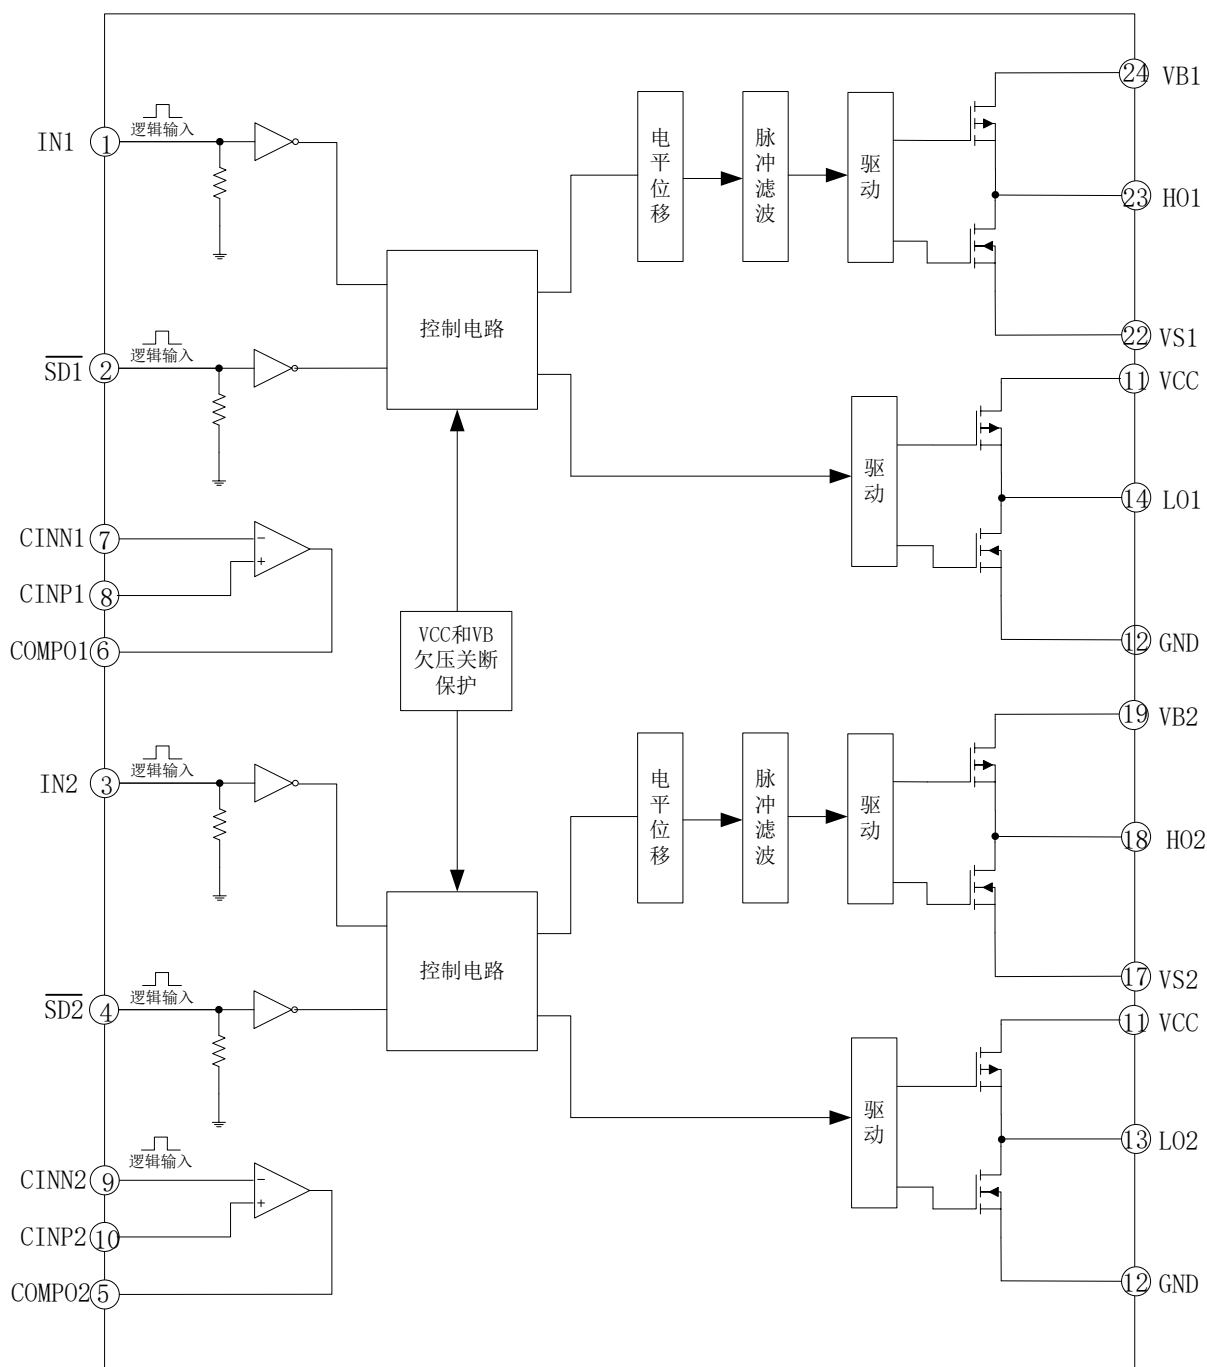 24 VB1
逻辑输入
IN1 1
电平位移
脉冲滤波
驱动
23 HO1
控制电路
22 VS1
逻辑输入
SD1 2
11 VCC
驱动
14 LO1
CINN1 7
−
+
CINP1 8
COMPO1 6
VCC和VB
欠压关断
保护
12 GND
19 VB2
逻辑输入
IN2 3
电平位移
脉冲滤波
驱动
18 HO2
控制电路
17 VS2
逻辑输入
SD2 4
11 VCC
驱动
13 LO2
逻辑输入
CINN2 9
−
+
CINP2 10
COMPO2 5
12 GND